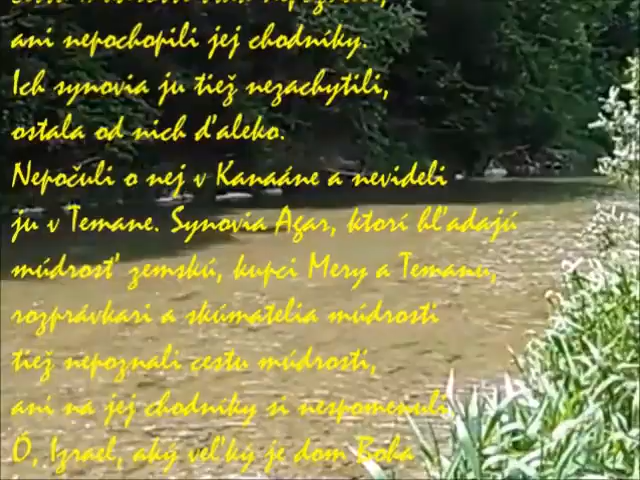 ani nepochopili jej chodníky.
Ich synovia ju tiež nezachytili,
ostala od nich ďaleko.
Nepočuli o nej v Kanaáne a nevideli
ju v Temane. Synovia Agar, ktorí hľadajú
múdrosť zemskú, kupci Mery a Temanu,
rozprávkari a skúmatelia múdrosti
tiež nepoznali cestu múdrosti,
ani na jej chodníky si nespomenuli.
Ó, Izrael, aký veľký je dom Boha